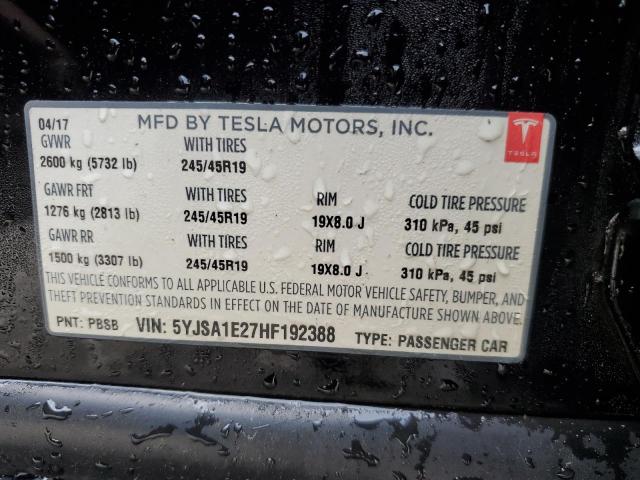 04/17 MFD BY TESLA MOTORS, INC.
TESLA
GVWR WITH TIRES
2600 kg (5732 lb) 245/45R19
GAWR FRT WITH TIRES RIM COLD TIRE PRESSURE
1276 kg (2813 lb) 245/45R19 19X8.0 J 310 kPa, 45 psi
GAWR RR WITH TIRES RIM COLD TIRE PRESSURE
1500 kg (3307 lb) 245/45R19 19X8.0 J 310 kPa, 45 psi
THIS VEHICLE CONFORMS TO ALL APPLICABLE U.S. FEDERAL MOTOR VEHICLE SAFETY, BUMPER, AND
THEFT PREVENTION STANDARDS IN EFFECT ON THE DATE OF MANUFACTURE SHOWN ABOVE.
PNT: PBSB VIN: 5YJSA1E27HF192388 TYPE: PASSENGER CAR